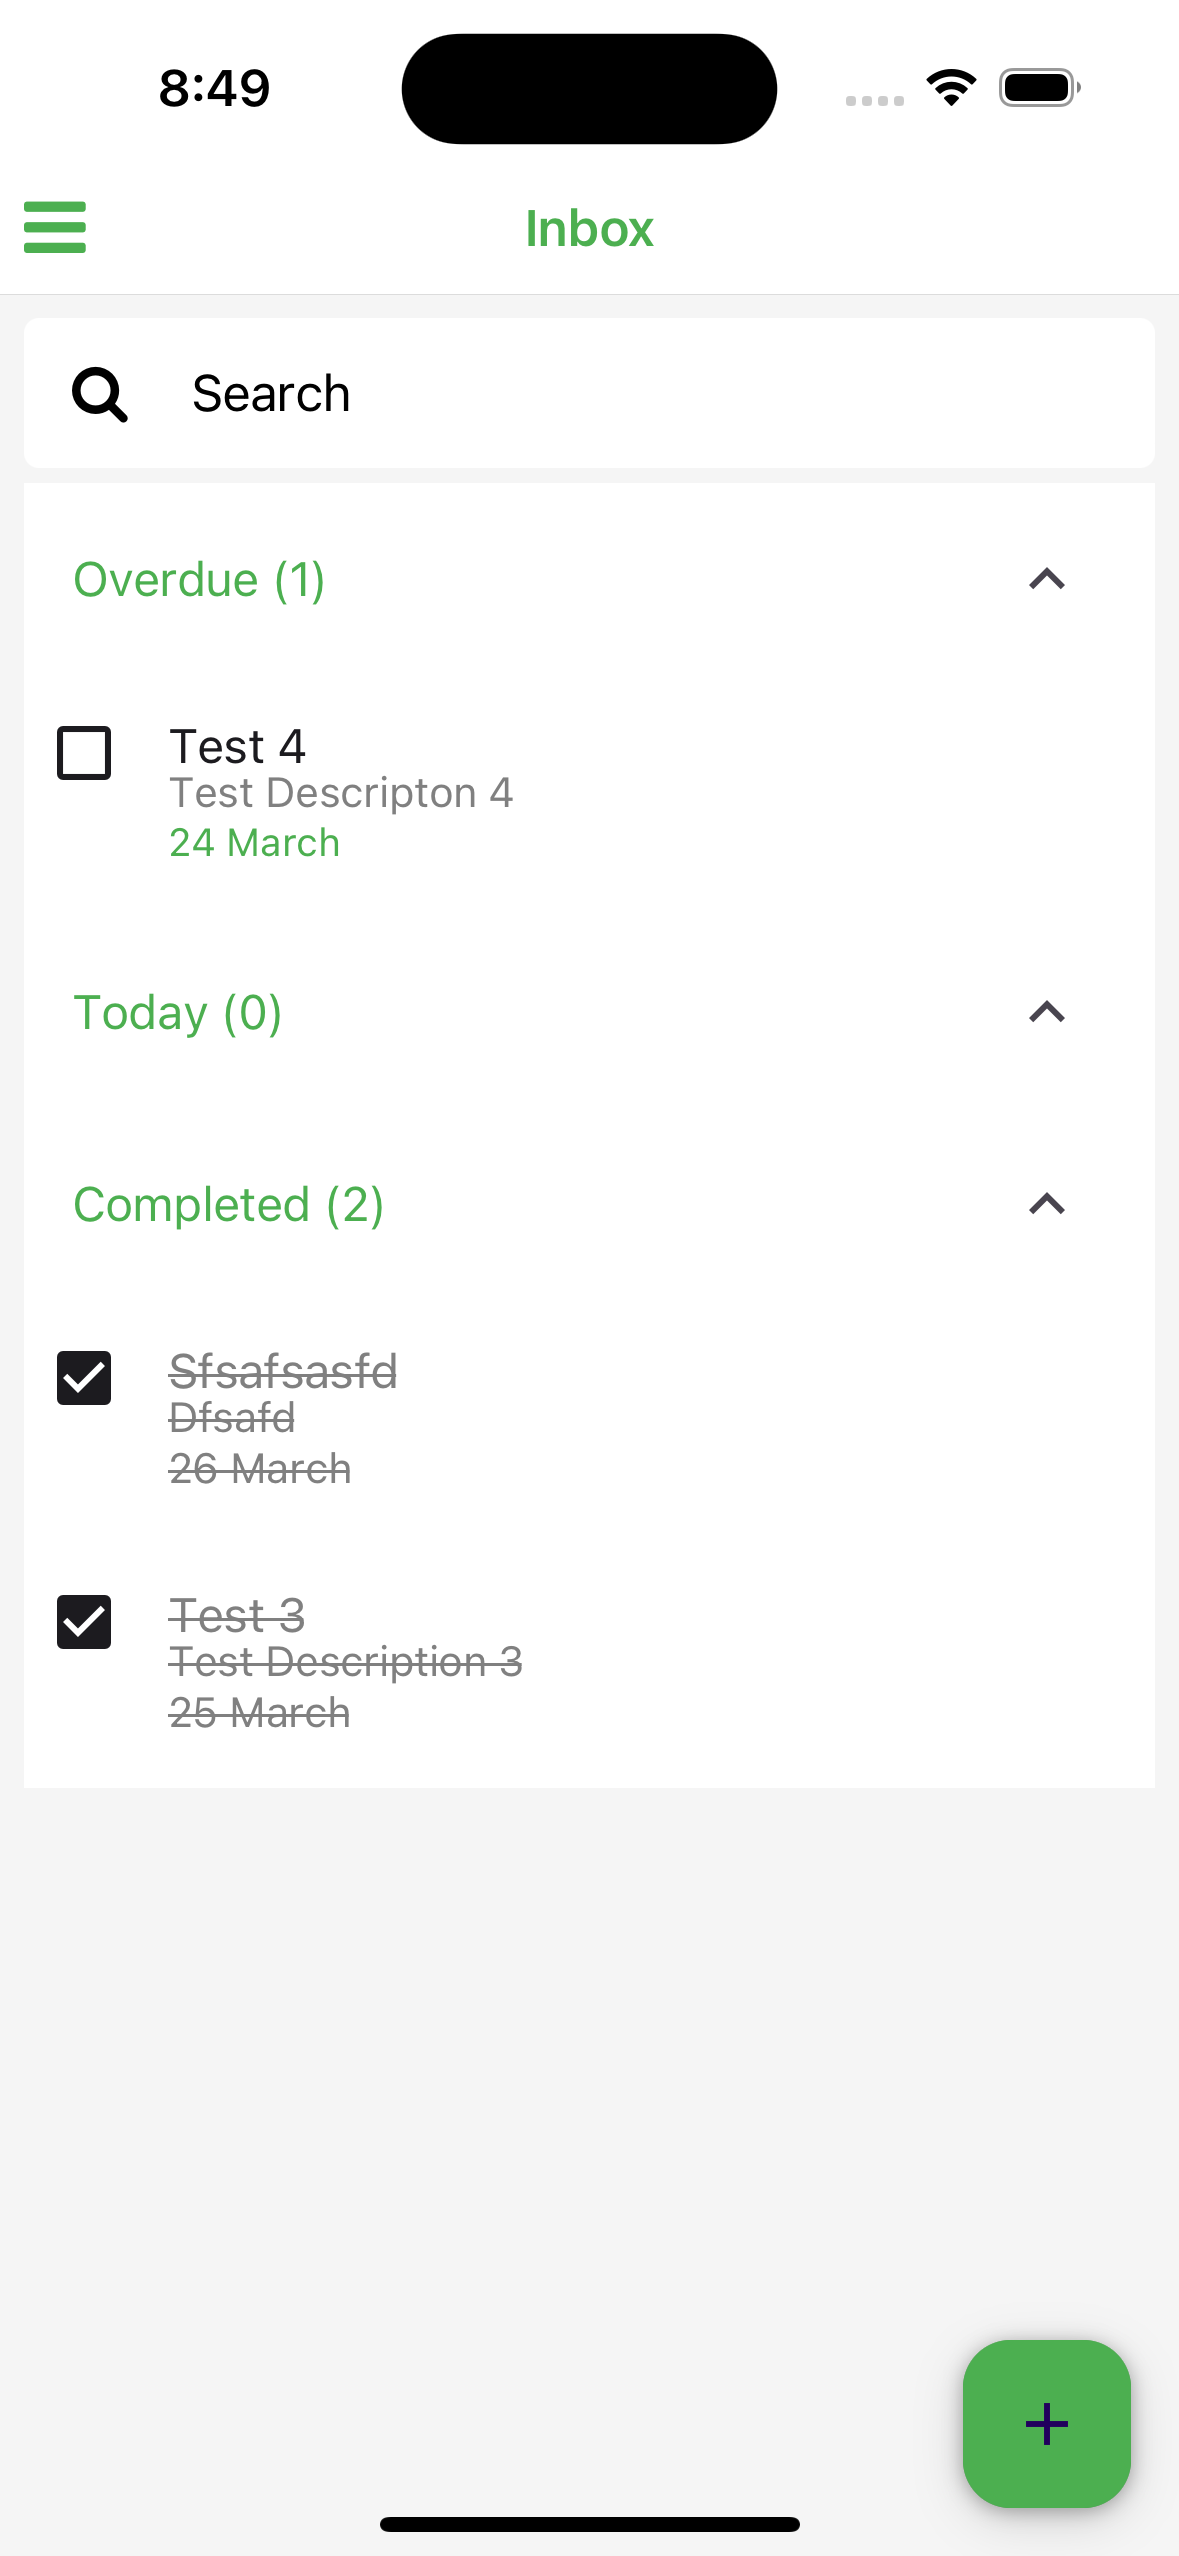 8:49
Inbox
Search
Overdue (1)
Test 4
Test Descripton 4
24 March
Today (0)
Completed (2)
Sfsafsasfd
Dfsafd
26 March
Test 3
Test Description 3
25 March